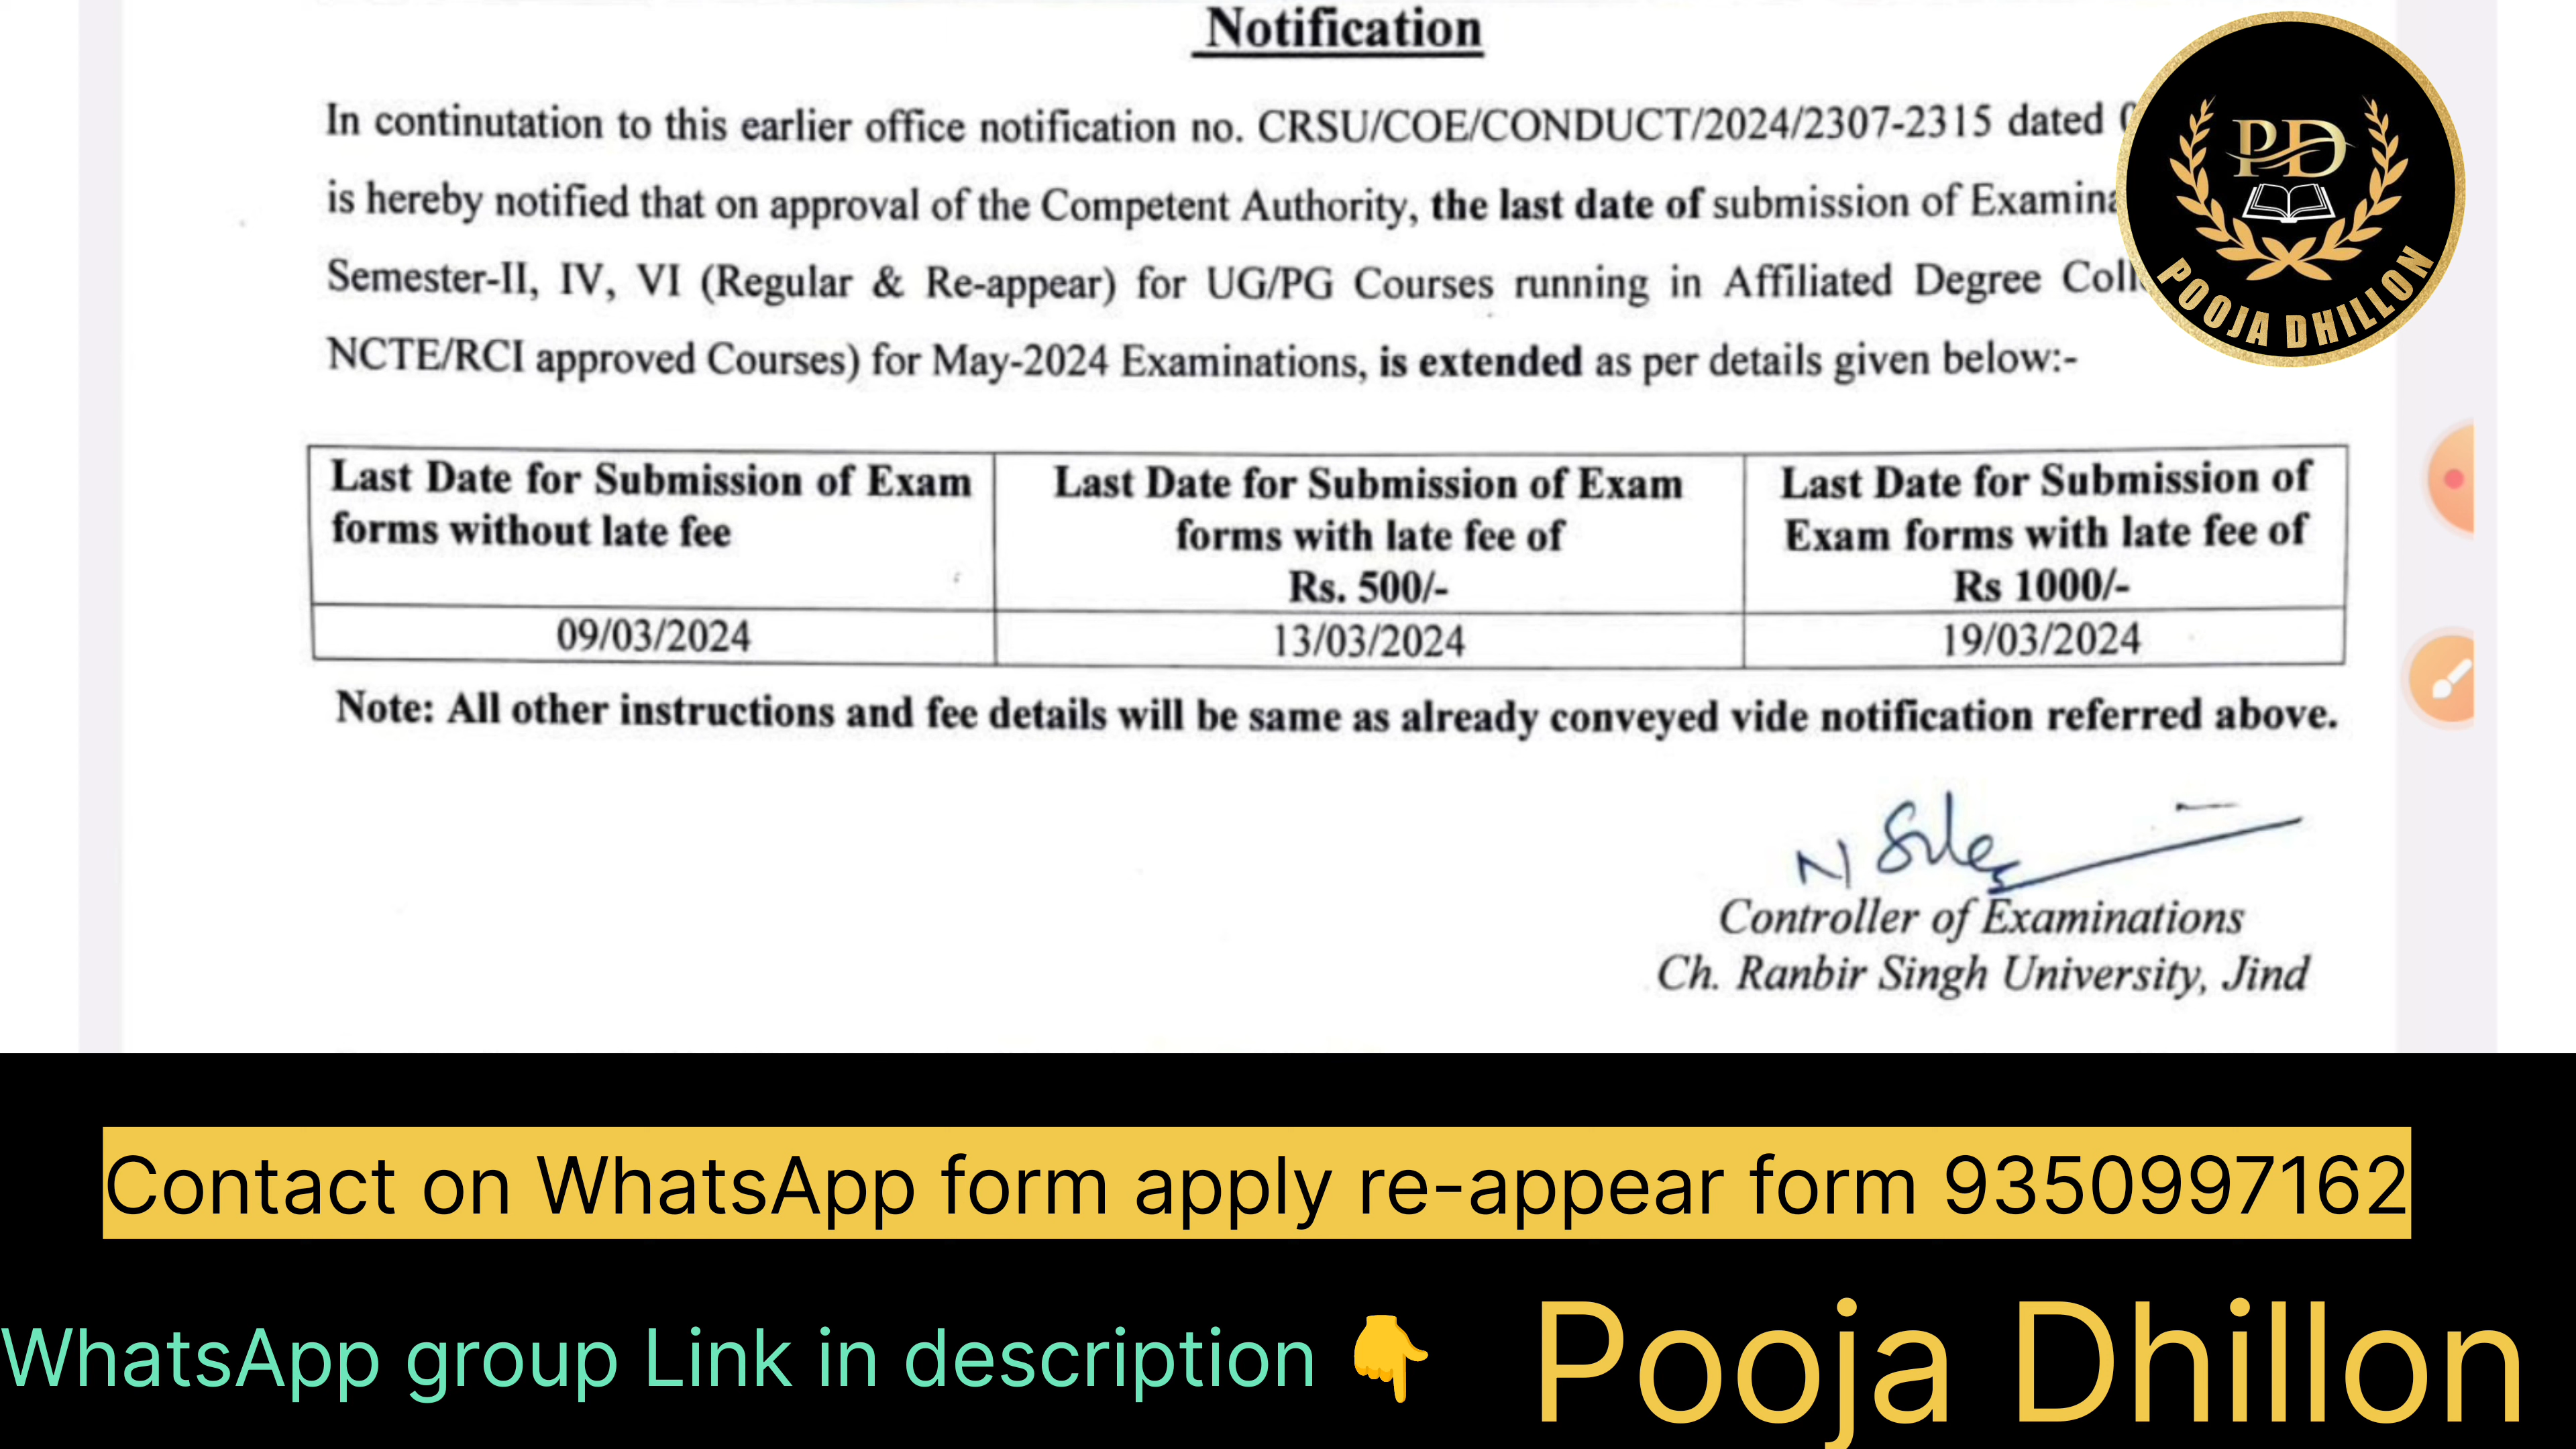 Notification
In continutation to this earlier office notification no. CRSU/COE/CONDUCT/2024/2307-2315 dated
is hereby notified that on approval of the Competent Authority, the last date of submission of
Semester-II, IV, VI (Regular & Re-appear) for UG/PG Courses running in Affiliated Degree
NCTE/RCI approved Courses) for May-2024 Examinations, is extended as per details given below:-
PD
POOJA DHILLON
Last Date for Submission of Exam
forms without late fee
Last Date for Submission of Exam
forms with late fee of
Rs. 500/-
Last Date for Submission of
Exam forms with late fee of
Rs 1000/-
09/03/2024
13/03/2024
19/03/2024
Note: All other instructions and fee details will be same as already conveyed vide notification referred above.
Controller of Examinations
Ch. Ranbir Singh University, Jind
Contact on WhatsApp form apply re-appear form 9350997162
WhatsApp group Link in description 👇
Pooja Dhillon